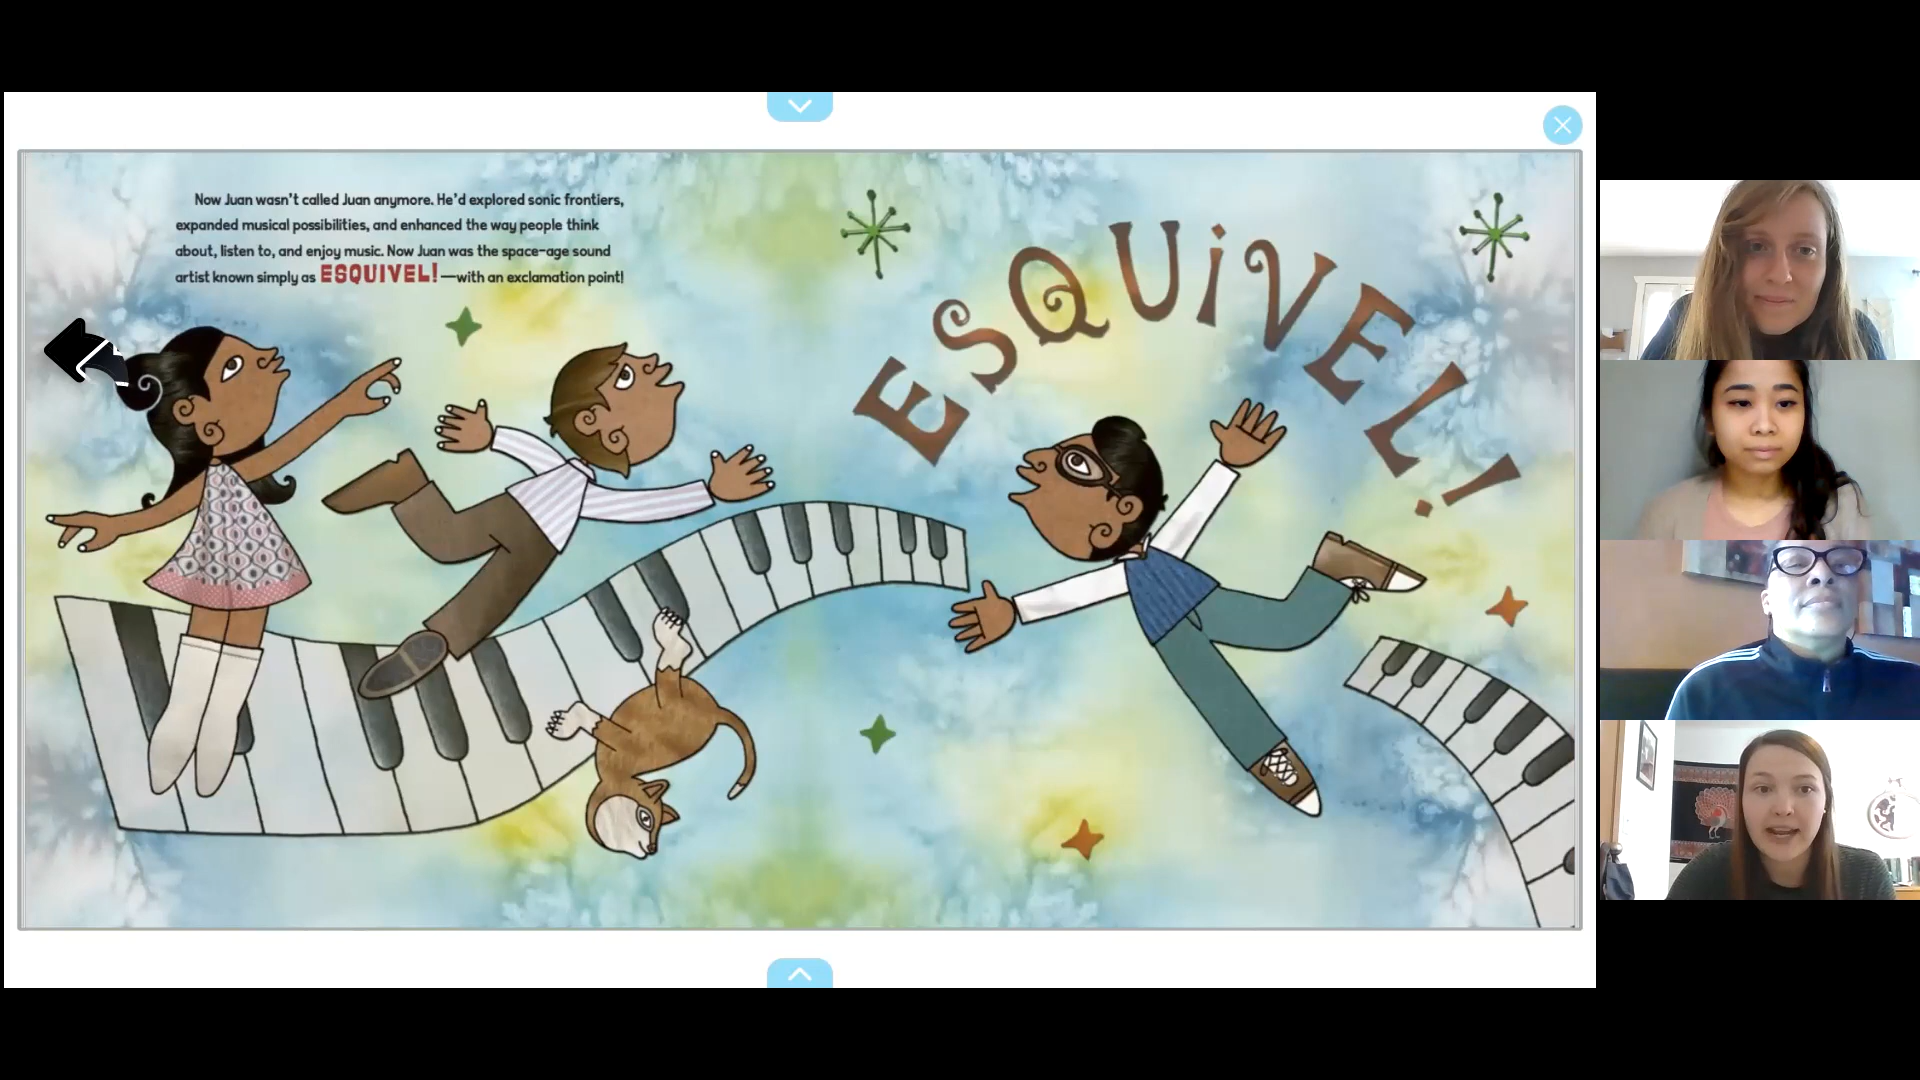 Now Juan wasn't called Juan anymore. He'd explored sonic frontiers,
expanded musical possibilities, and enhanced the way people think
about, listen to, and enjoy music. Now Juan was the space-age sound
artist known simply as ESQUIVEL!—with an exclamation point!
ESQUiVEL!